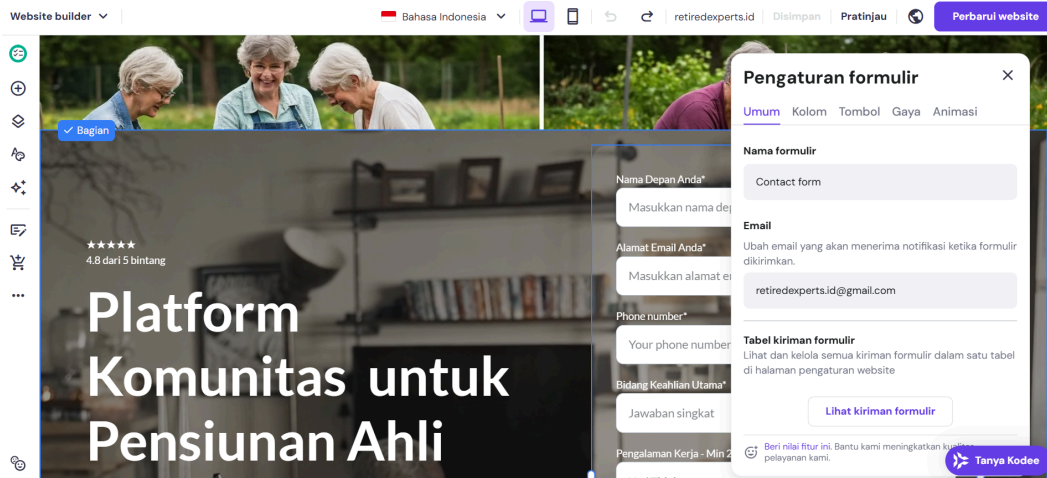 Website builder
Bahasa Indonesia
retiredexperts.id
Disimpan
Pratinjau
Perbarui website
Bagian
★★★★★
4.8 dari 5 bintang
Platform
Komunitas untuk
Pensiunan Ahli
Nama Depan Anda*
Masukkan nama
Alamat Email Anda*
Masukkan alamat
Phone number*
Your phone number
Bidang Keahlian Utama*
Jawaban singkat
Pengalaman Kerja - Min 2
Pengaturan formulir
Umum Kolom Tombol Gaya Animasi
Nama formulir
Contact form
Email
Ubah email yang akan menerima notifikasi ketika formulir
dikirimkan.
retiredexperts.id@gmail.com
Tabel kiriman formulir
Lihat dan kelola semua kiriman formulir dalam satu tabel
di halaman pengaturan website
Lihat kiriman formulir
Beri nilai fitur ini. Bantu kami meningkatkan kualitas
pelayanan kami.
Tanya Kodee